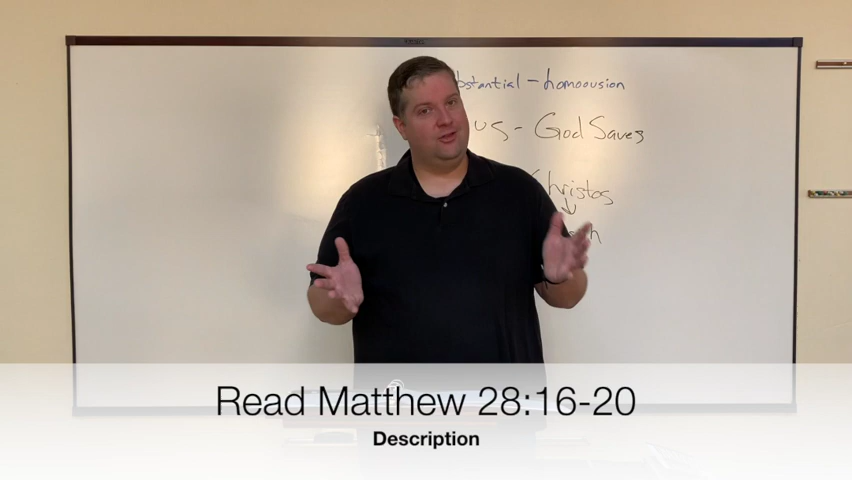 bstantial - homoousion
us - God Saves
Christos
h
Read Matthew 28:16-20
Description